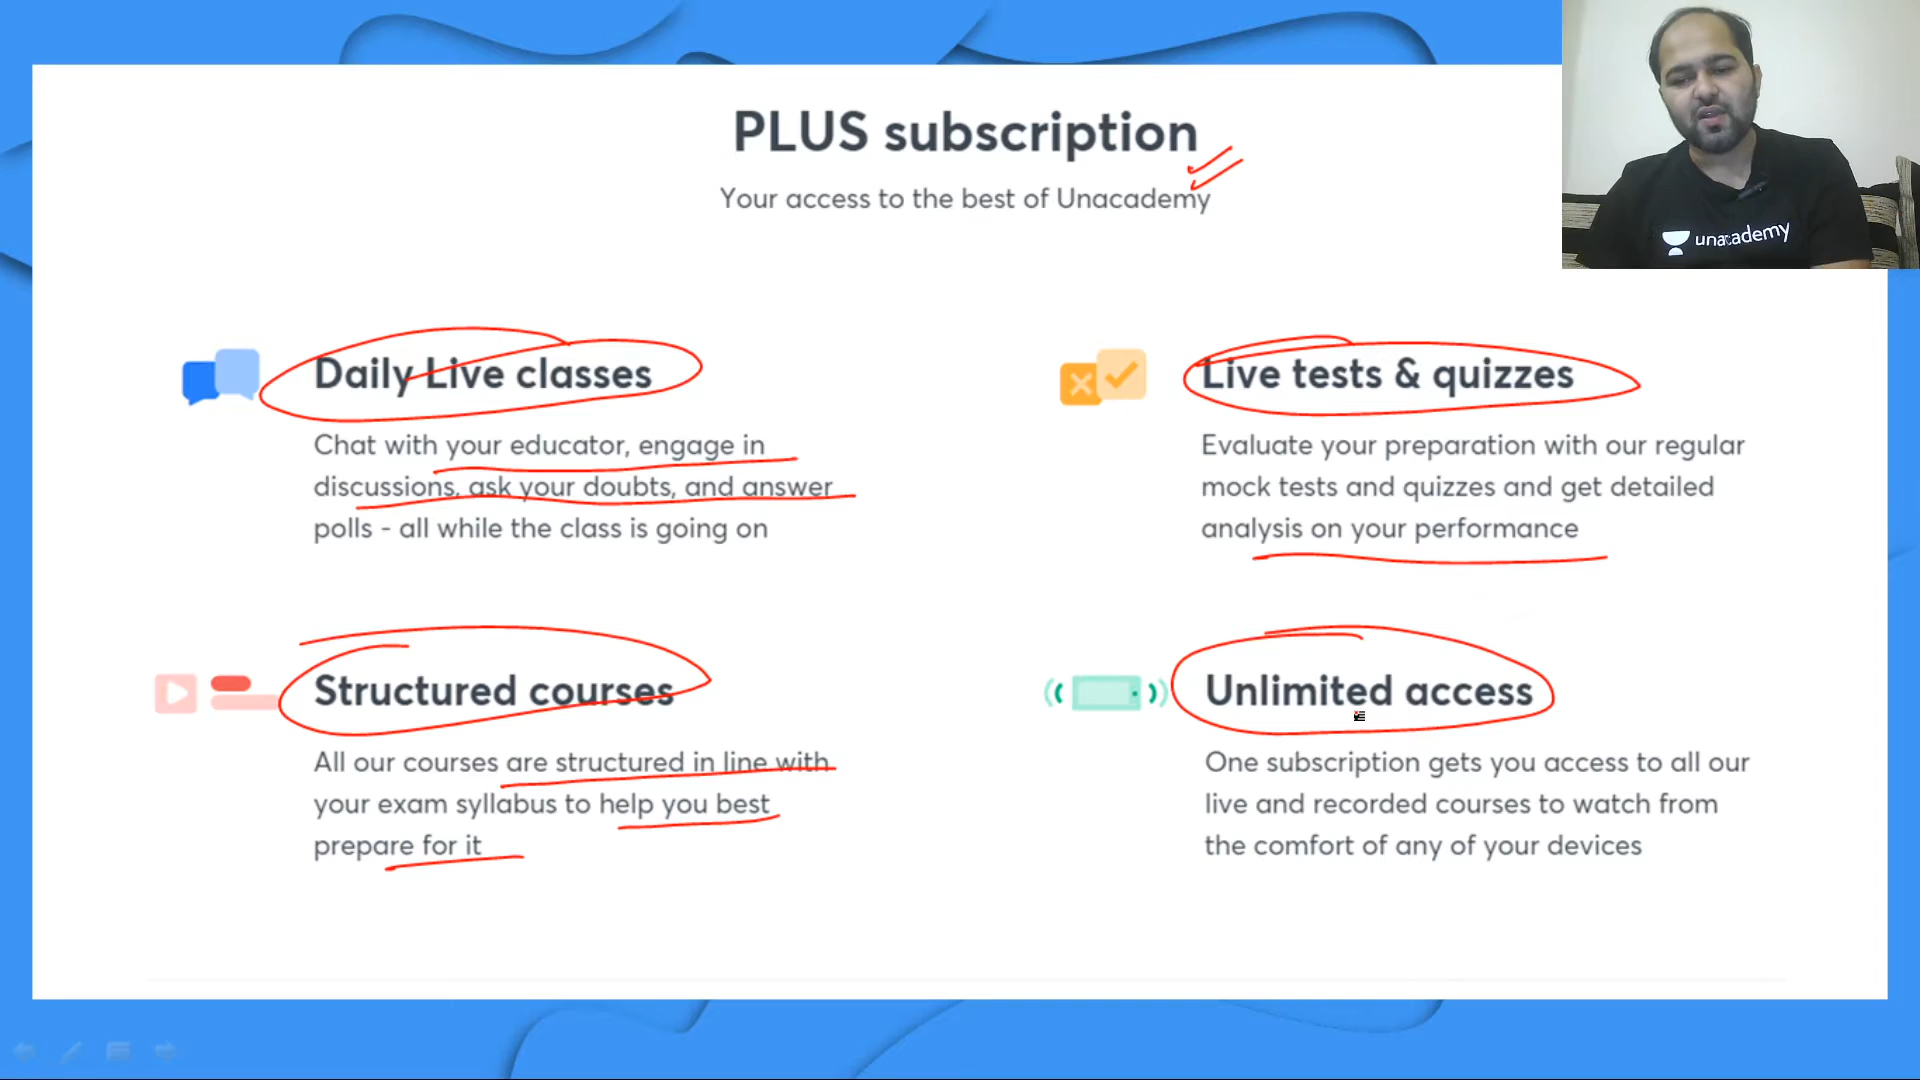 PLUS subscription
Your access to the best of Unacademy
unacademy
Daily Live classes
Chat with your educator, engage in
discussions, ask your doubts, and answer
polls - all while the class is going on
Live tests & quizzes
Evaluate your preparation with our regular
mock tests and quizzes and get detailed
analysis on your performance
Structured courses
All our courses are structured in line with
your exam syllabus to help you best
prepare for it
Unlimited access
One subscription gets you access to all our
live and recorded courses to watch from
the comfort of any of your devices